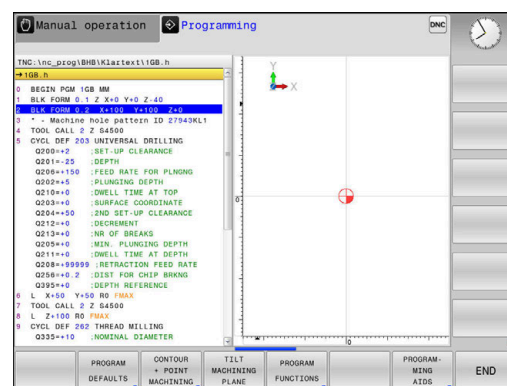 Manual operation
Programming
DNC
TNC:\nc_prog\BHB\Klartext\1GB.h
→1GB.h
0 BEGIN PGM 1GB MM
1 BLK FORM 0.1 Z X+0 Y+0 Z-40
2 BLK FORM 0.2 X+100 Y+100 Z+0
3 * - Machine hole pattern ID 27943KL1
4 TOOL CALL 2 Z S4500
5 CYCL DEF 203 UNIVERSAL DRILLING
Q200=+2 ;SET-UP CLEARANCE
Q201=-25 ;DEPTH
Q206=+150 ;FEED RATE FOR PLNGNG
Q202=+5 ;PLUNGING DEPTH
Q210=+0 ;DWELL TIME AT TOP
Q203=+0 ;SURFACE COORDINATE
Q204=+50 ;2ND SET-UP CLEARANCE
Q212=+0 ;DECREMENT
Q213=+0 ;NR OF BREAKS
Q205=+0 ;MIN. PLUNGING DEPTH
Q211=+0 ;DWELL TIME AT DEPTH
Q208=+99999 ;RETRACTION FEED RATE
Q256=+0.2 ;DIST FOR CHIP BRKNG
Q395=+0 ;DEPTH REFERENCE
6 L X+50 Y+50 R0 FMAX
7 TOOL CALL 2 Z S4500
8 L Z+100 R0 FMAX
9 CYCL DEF 262 THREAD MILLING
Q335=+10 ;NOMINAL DIAMETER
Y
X
0
0
PROGRAM DEFAULTS
CONTOUR + POINT MACHINING
TILT MACHINING PLANE
PROGRAM FUNCTIONS
PROGRAM- MING AIDS
END